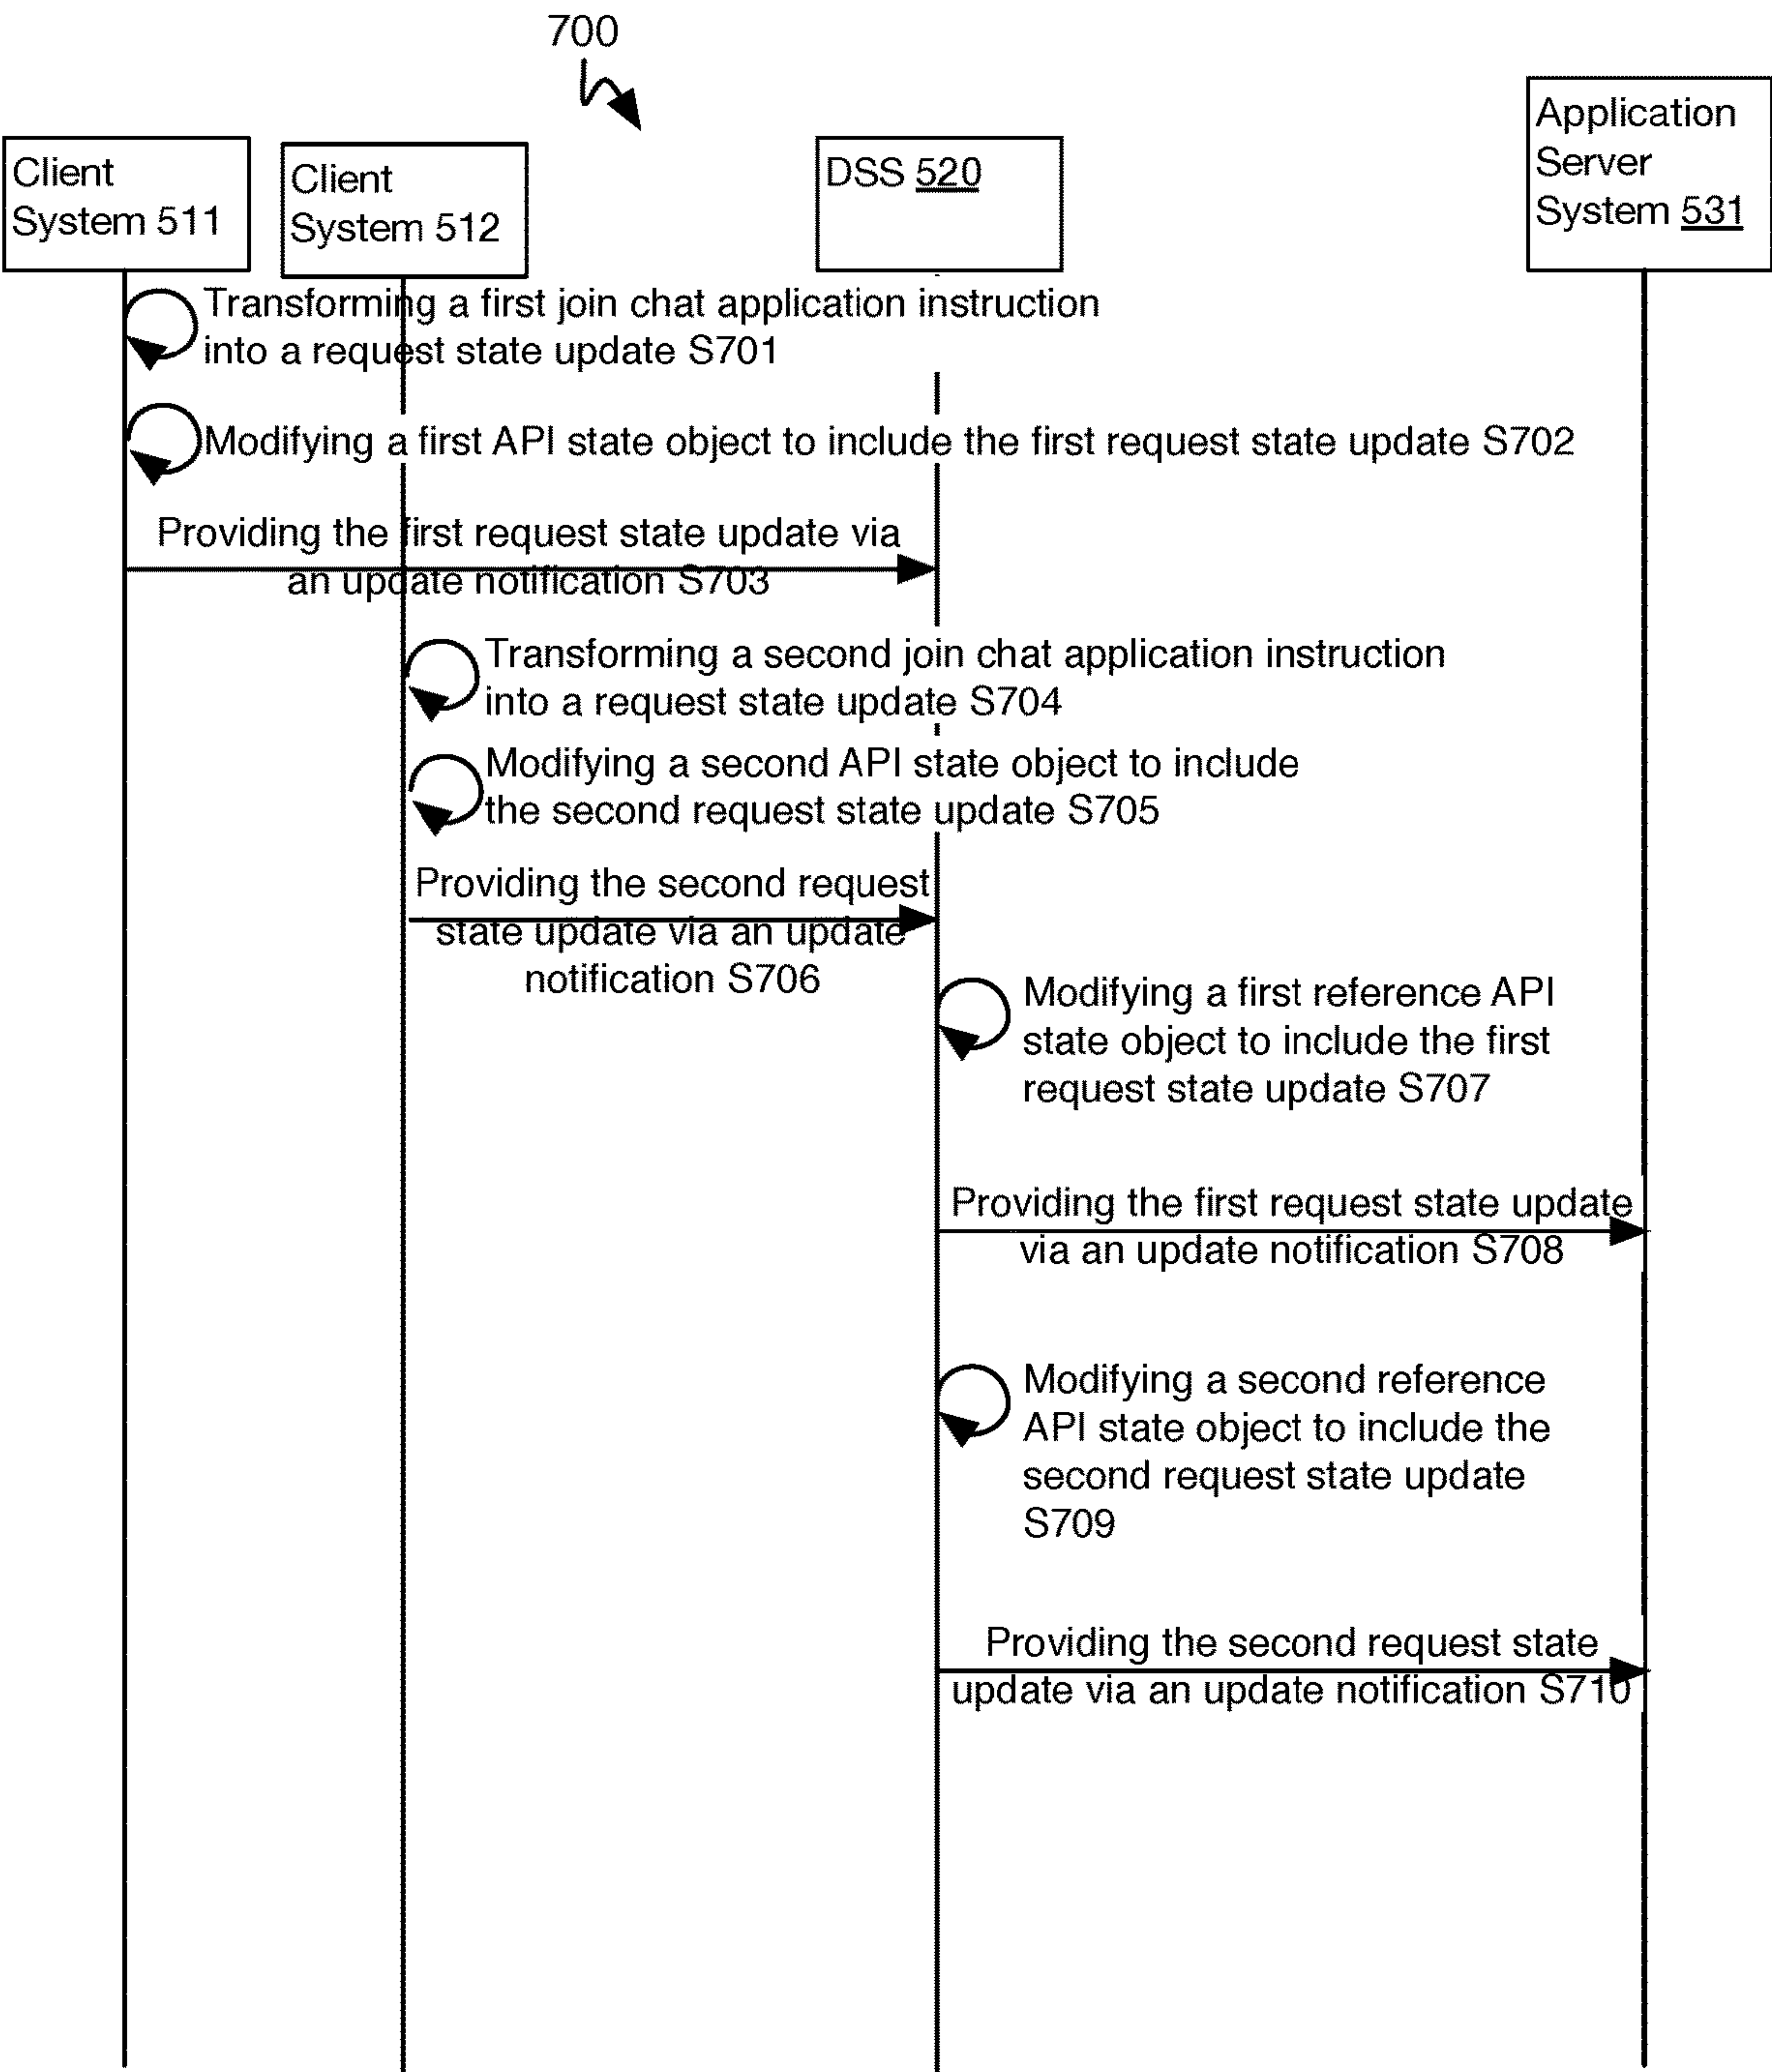 700
Client
System 511
Client
System 512
DSS 520
Application
Server
System 531
Transforming a first join chat application instruction
into a request state update S701
Modifying a first API state object to include the first request state update S702
Providing the first request state update via
an update notification S703
Transforming a second join chat application instruction
into a request state update S704
Modifying a second API state object to include
the second request state update S705
Providing the second request
state update via an update
notification S706
Modifying a first reference API
state object to include the first
request state update S707
Providing the first request state update
via an update notification S708
Modifying a second reference
API state object to include the
second request state update
S709
Providing the second request state
update via an update notification S710